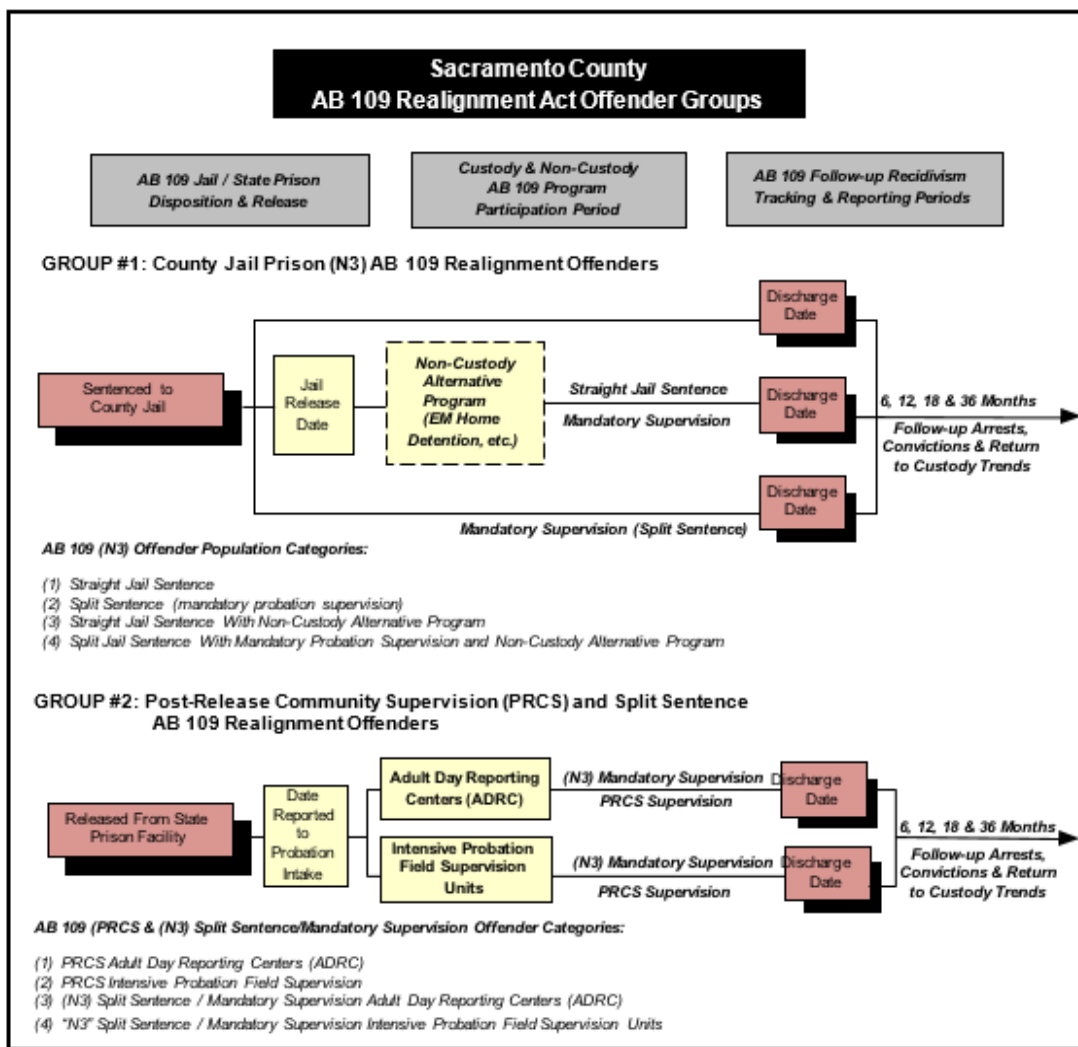 Sacramento County
AB 109 Realignment Act Offender Groups
AB 109 Jail / State Prison
Disposition & Release
Custody & Non-Custody
AB 109 Program
Participation Period
AB 109 Follow-up Recidivism
Tracking & Reporting Periods
GROUP #1: County Jail Prison (N3) AB 109 Realignment Offenders
Sentenced to
County Jail
Jail
Release
Date
Non-Custody
Alternative
Program
(EM Home
Detention, etc.)
Straight Jail Sentence
Mandatory Supervision
Discharge
Date
Discharge
Date
Discharge
Date
Mandatory Supervision (Split Sentence)
6, 12, 18 & 36 Months
Follow-up Arrests,
Convictions & Return
to Custody Trends
AB 109 (N3) Offender Population Categories:
(1) Straight Jail Sentence
(2) Split Sentence (mandatory probation supervision)
(3) Straight Jail Sentence With Non-Custody Alternative Program
(4) Split Jail Sentence With Mandatory Probation Supervision and Non-Custody Alternative Program
GROUP #2: Post-Release Community Supervision (PRCS) and Split Sentence
AB 109 Realignment Offenders
Released From State
Prison Facility
Date
Reported
to
Probation
Intake
Adult Day Reporting
Centers (ADRC)
(N3) Mandatory Supervision
PRCS Supervision
Discharge
Date
Intensive Probation
Field Supervision
Units
(N3) Mandatory Supervision
PRCS Supervision
Discharge
Date
6, 12, 18 & 36 Months
Follow-up Arrests,
Convictions & Return
to Custody Trends
AB 109 (PRCS & (N3) Split Sentence/Mandatory Supervision Offender Categories:
(1) PRCS Adult Day Reporting Centers (ADRC)
(2) PRCS Intensive Probation Field Supervision
(3) (N3) Split Sentence / Mandatory Supervision Adult Day Reporting Centers (ADRC)
(4) "N3" Split Sentence / Mandatory Supervision Intensive Probation Field Supervision Units